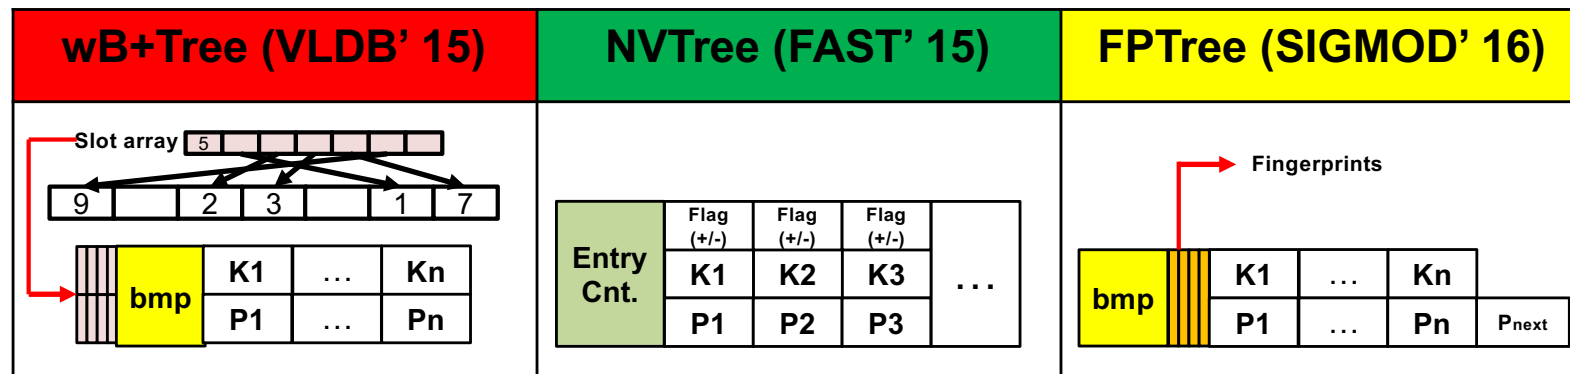 wB+Tree (VLDB’ 15)
NVTree (FAST’ 15)
FPTree (SIGMOD’ 16)
Slot array 5
9 2 3 1 7
bmp
K1 ... Kn
P1 ... Pn
Entry
Cnt.
Flag Flag Flag
(+/-) (+/-) (+/-)
K1 K2 K3
...
P1 P2 P3
Fingerprints
bmp
K1 ... Kn
P1 ... Pn Pnext